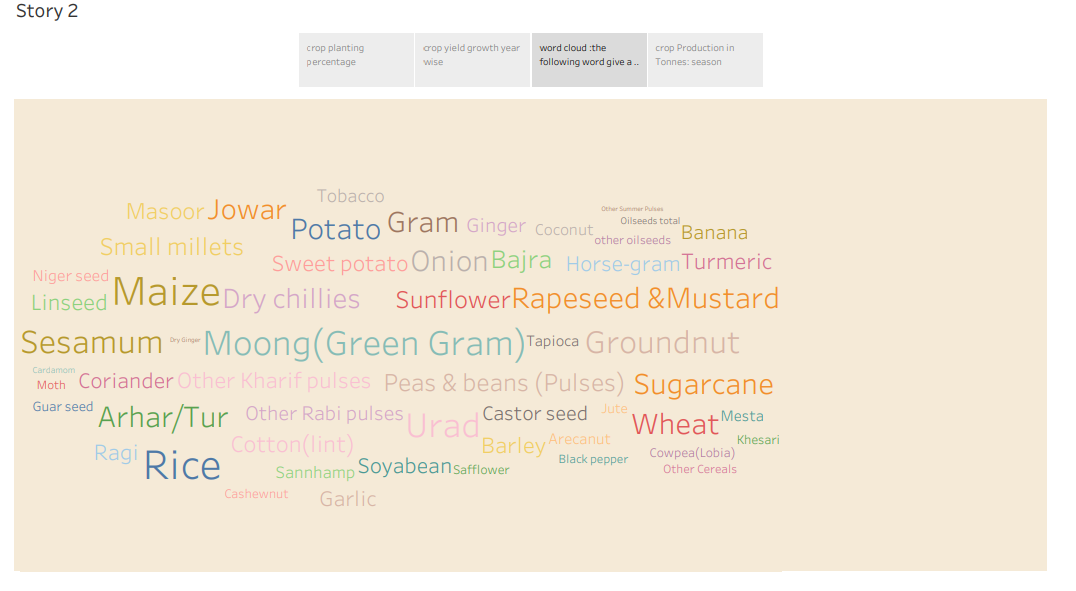 Story 2
crop planting
percentage
crop yield growth year
wise
word cloud :the
following word give a ..
crop Production in
Tonnes: season
Tobacco
Masoor
Jowar
Potato
Gram
Ginger
Coconut
Other Summer Pulses
Oilseeds total
other oilseeds
Banana
Small millets
Sweet potato
Onion
Bajra
Horse-gram
Turmeric
Niger seed
Linseed
Maize
Dry chillies
Sunflower
Rapeseed &Mustard
Sesamum
Dry Ginger
Moong(Green Gram)
Tapioca
Groundnut
Cardamom
Moth
Coriander
Other Kharif pulses
Peas & beans (Pulses)
Sugarcane
Guar seed
Arhar/Tur
Other Rabi pulses
Urad
Castor seed
Jute
Wheat
Mesta
Ragi
Rice
Cotton(lint)
Barley
Arecanut
Khesari
Cowpea(Lobia)
Black pepper
Other Cereals
Sannhamp
Soyabean
Safflower
Cashewnut
Garlic